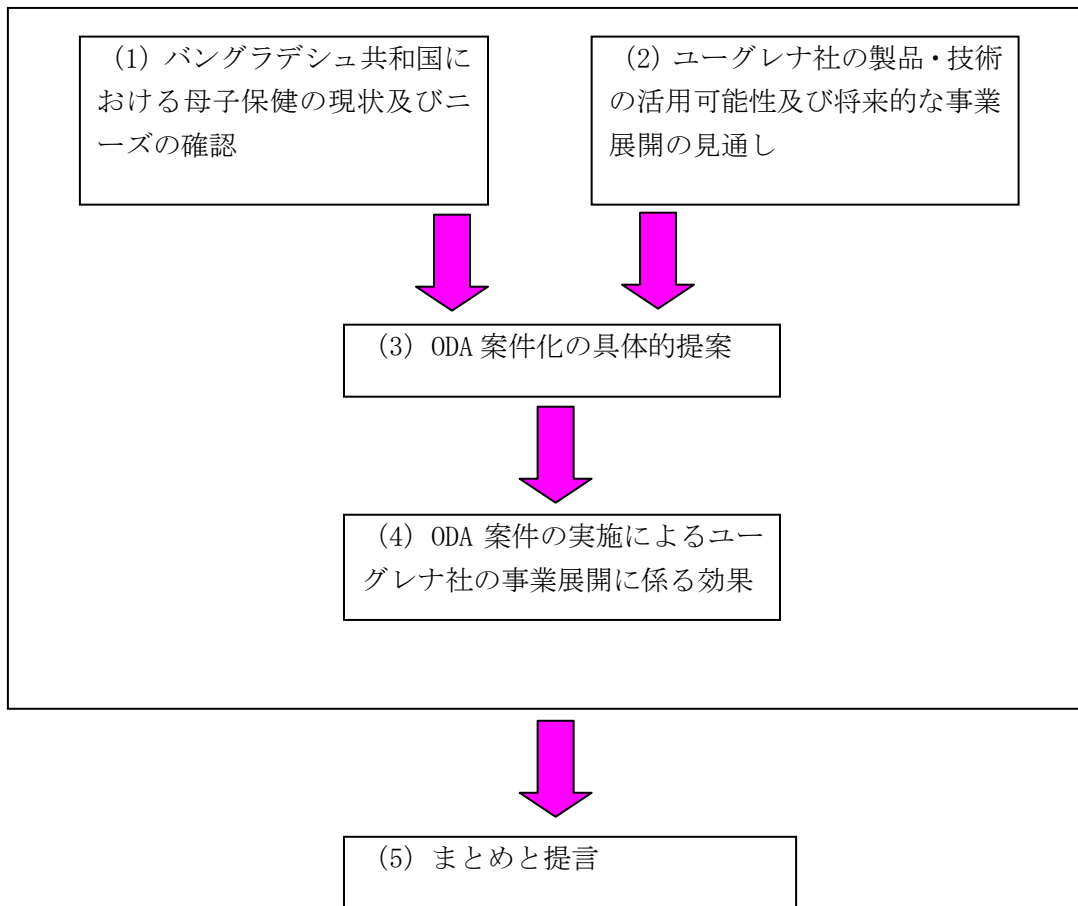 (1) バングラデシュ共和国に
おける母子保健の現状及びニ
ーズの確認
(2) ユーグレナ社の製品・技術
の活用可能性及び将来的な事業
展開の見通し
(3) ODA 案件化の具体的提案
(4) ODA 案件の実施によるユー
グレナ社の事業展開に係る効果
(5) まとめと提言